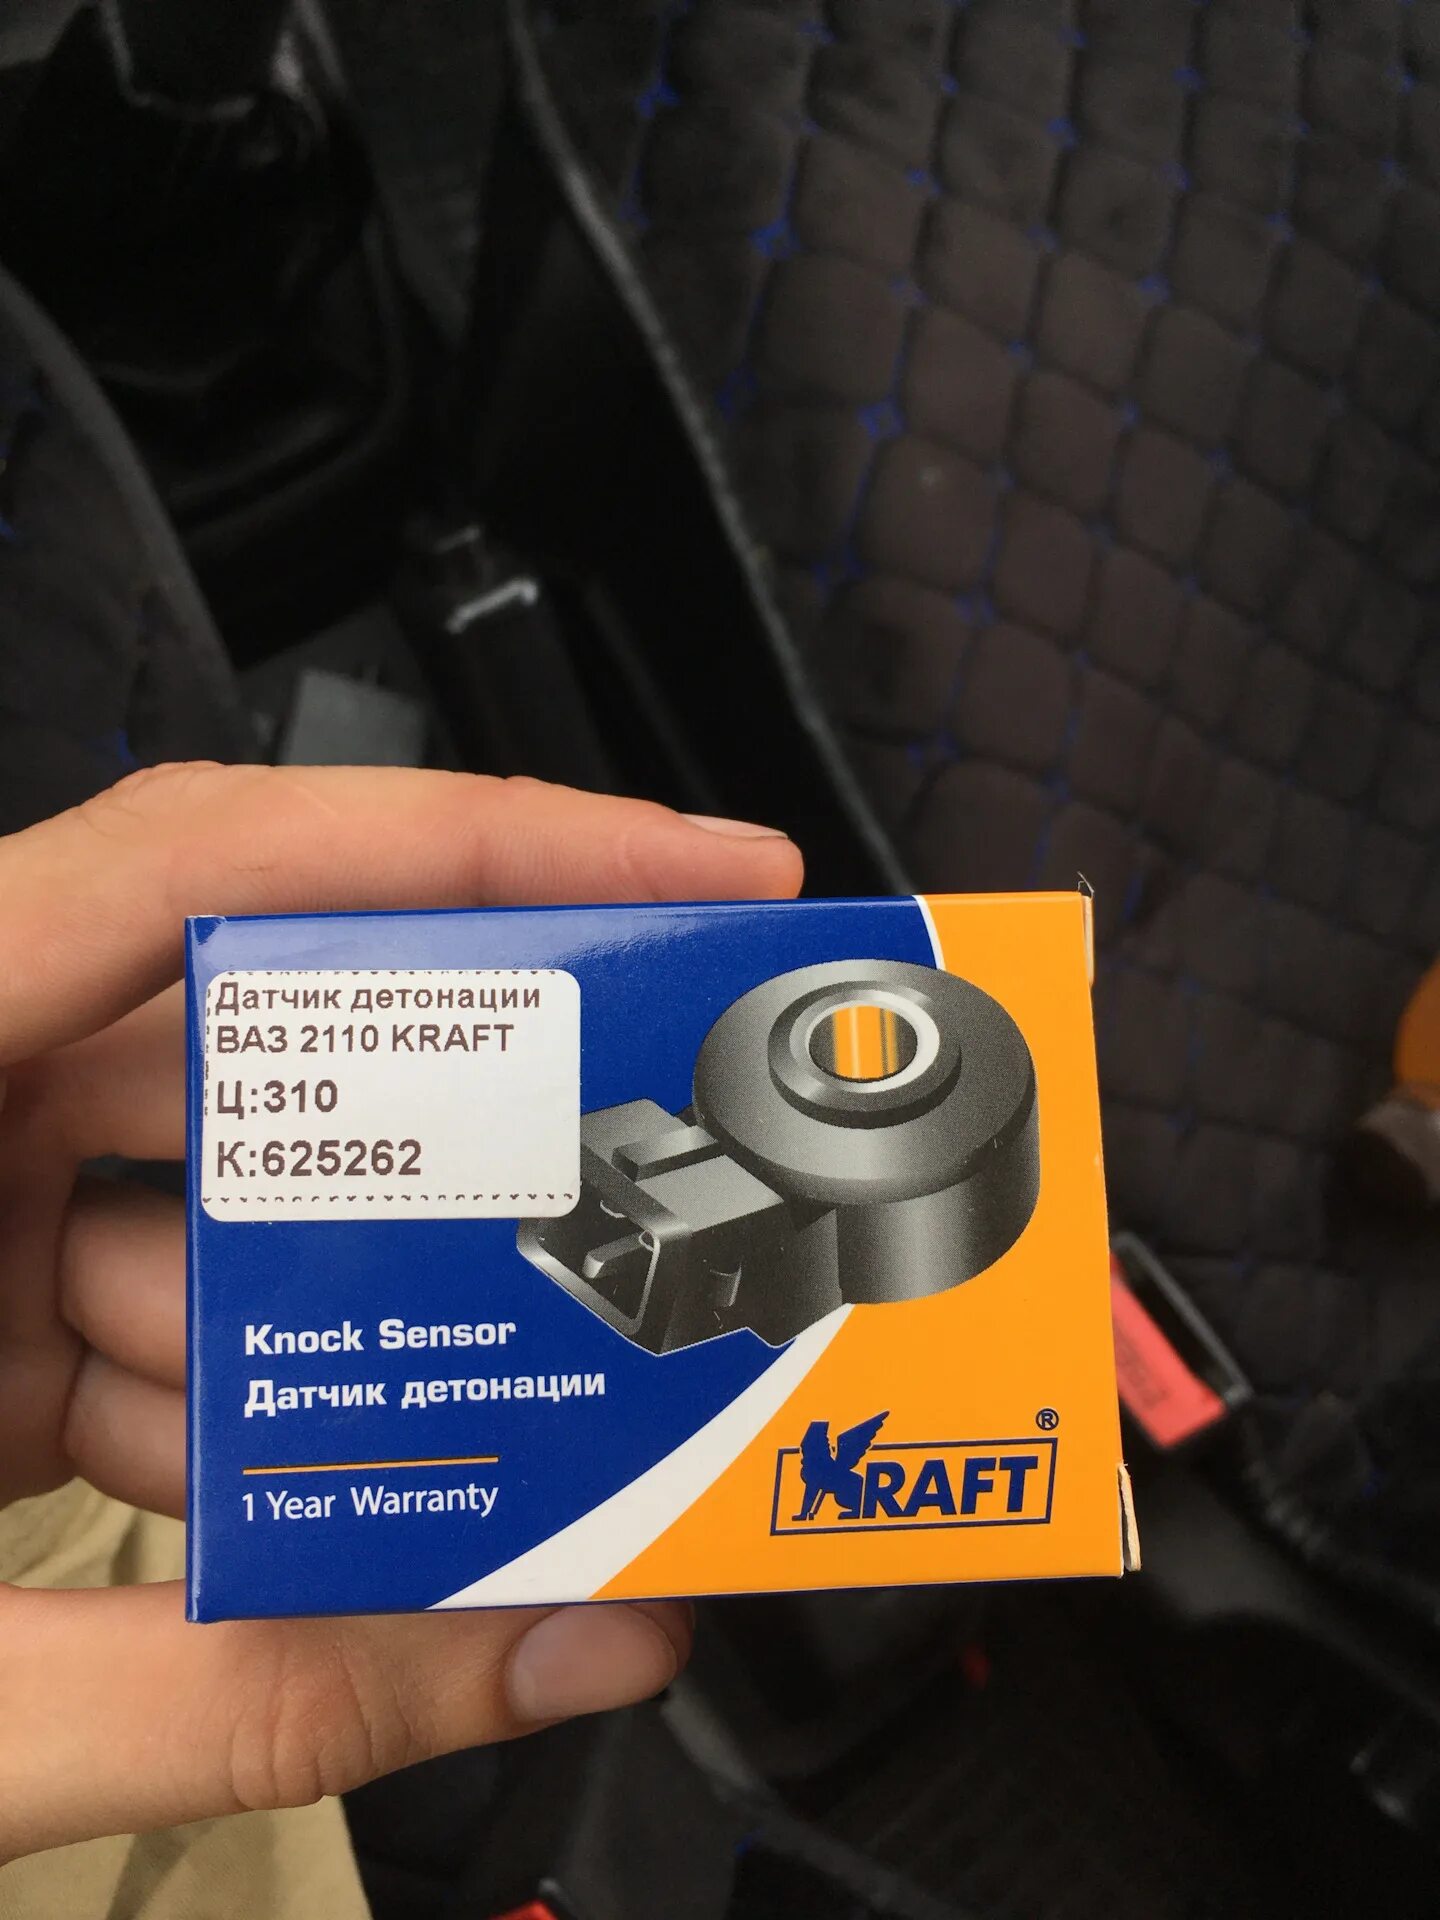 Датчик детонации
ВАЗ 2110 KRAFT
Ц:310
К:625262
Knock Sensor
Датчик детонации
1 Year Warranty
KRAFT®